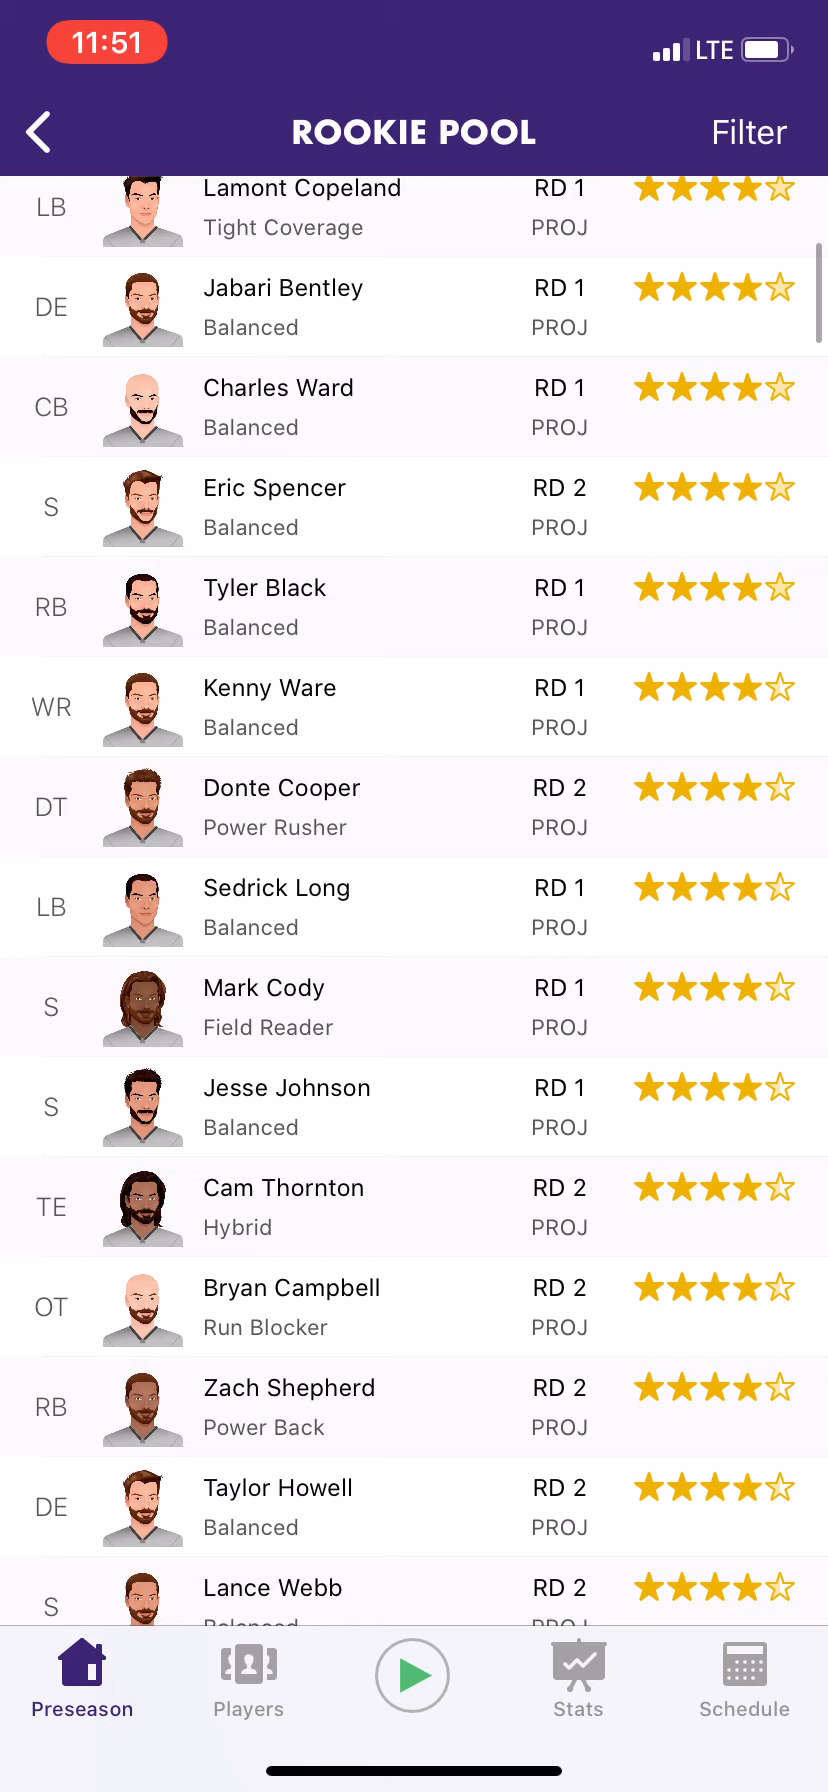 11:51
LTE
ROOKIE POOL
Filter
LB
Lamont Copeland
RD 1
Tight Coverage
PROJ
DE
Jabari Bentley
RD 1
Balanced
PROJ
CB
Charles Ward
RD 1
Balanced
PROJ
S
Eric Spencer
RD 2
Balanced
PROJ
RB
Tyler Black
RD 1
Balanced
PROJ
WR
Kenny Ware
RD 1
Balanced
PROJ
DT
Donte Cooper
RD 2
Power Rusher
PROJ
LB
Sedrick Long
RD 1
Balanced
PROJ
S
Mark Cody
RD 1
Field Reader
PROJ
S
Jesse Johnson
RD 1
Balanced
PROJ
TE
Cam Thornton
RD 2
Hybrid
PROJ
OT
Bryan Campbell
RD 2
Run Blocker
PROJ
RB
Zach Shepherd
RD 2
Power Back
PROJ
DE
Taylor Howell
RD 2
Balanced
PROJ
S
Lance Webb
RD 2
Balanced
PROJ
Preseason
Players
Stats
Schedule